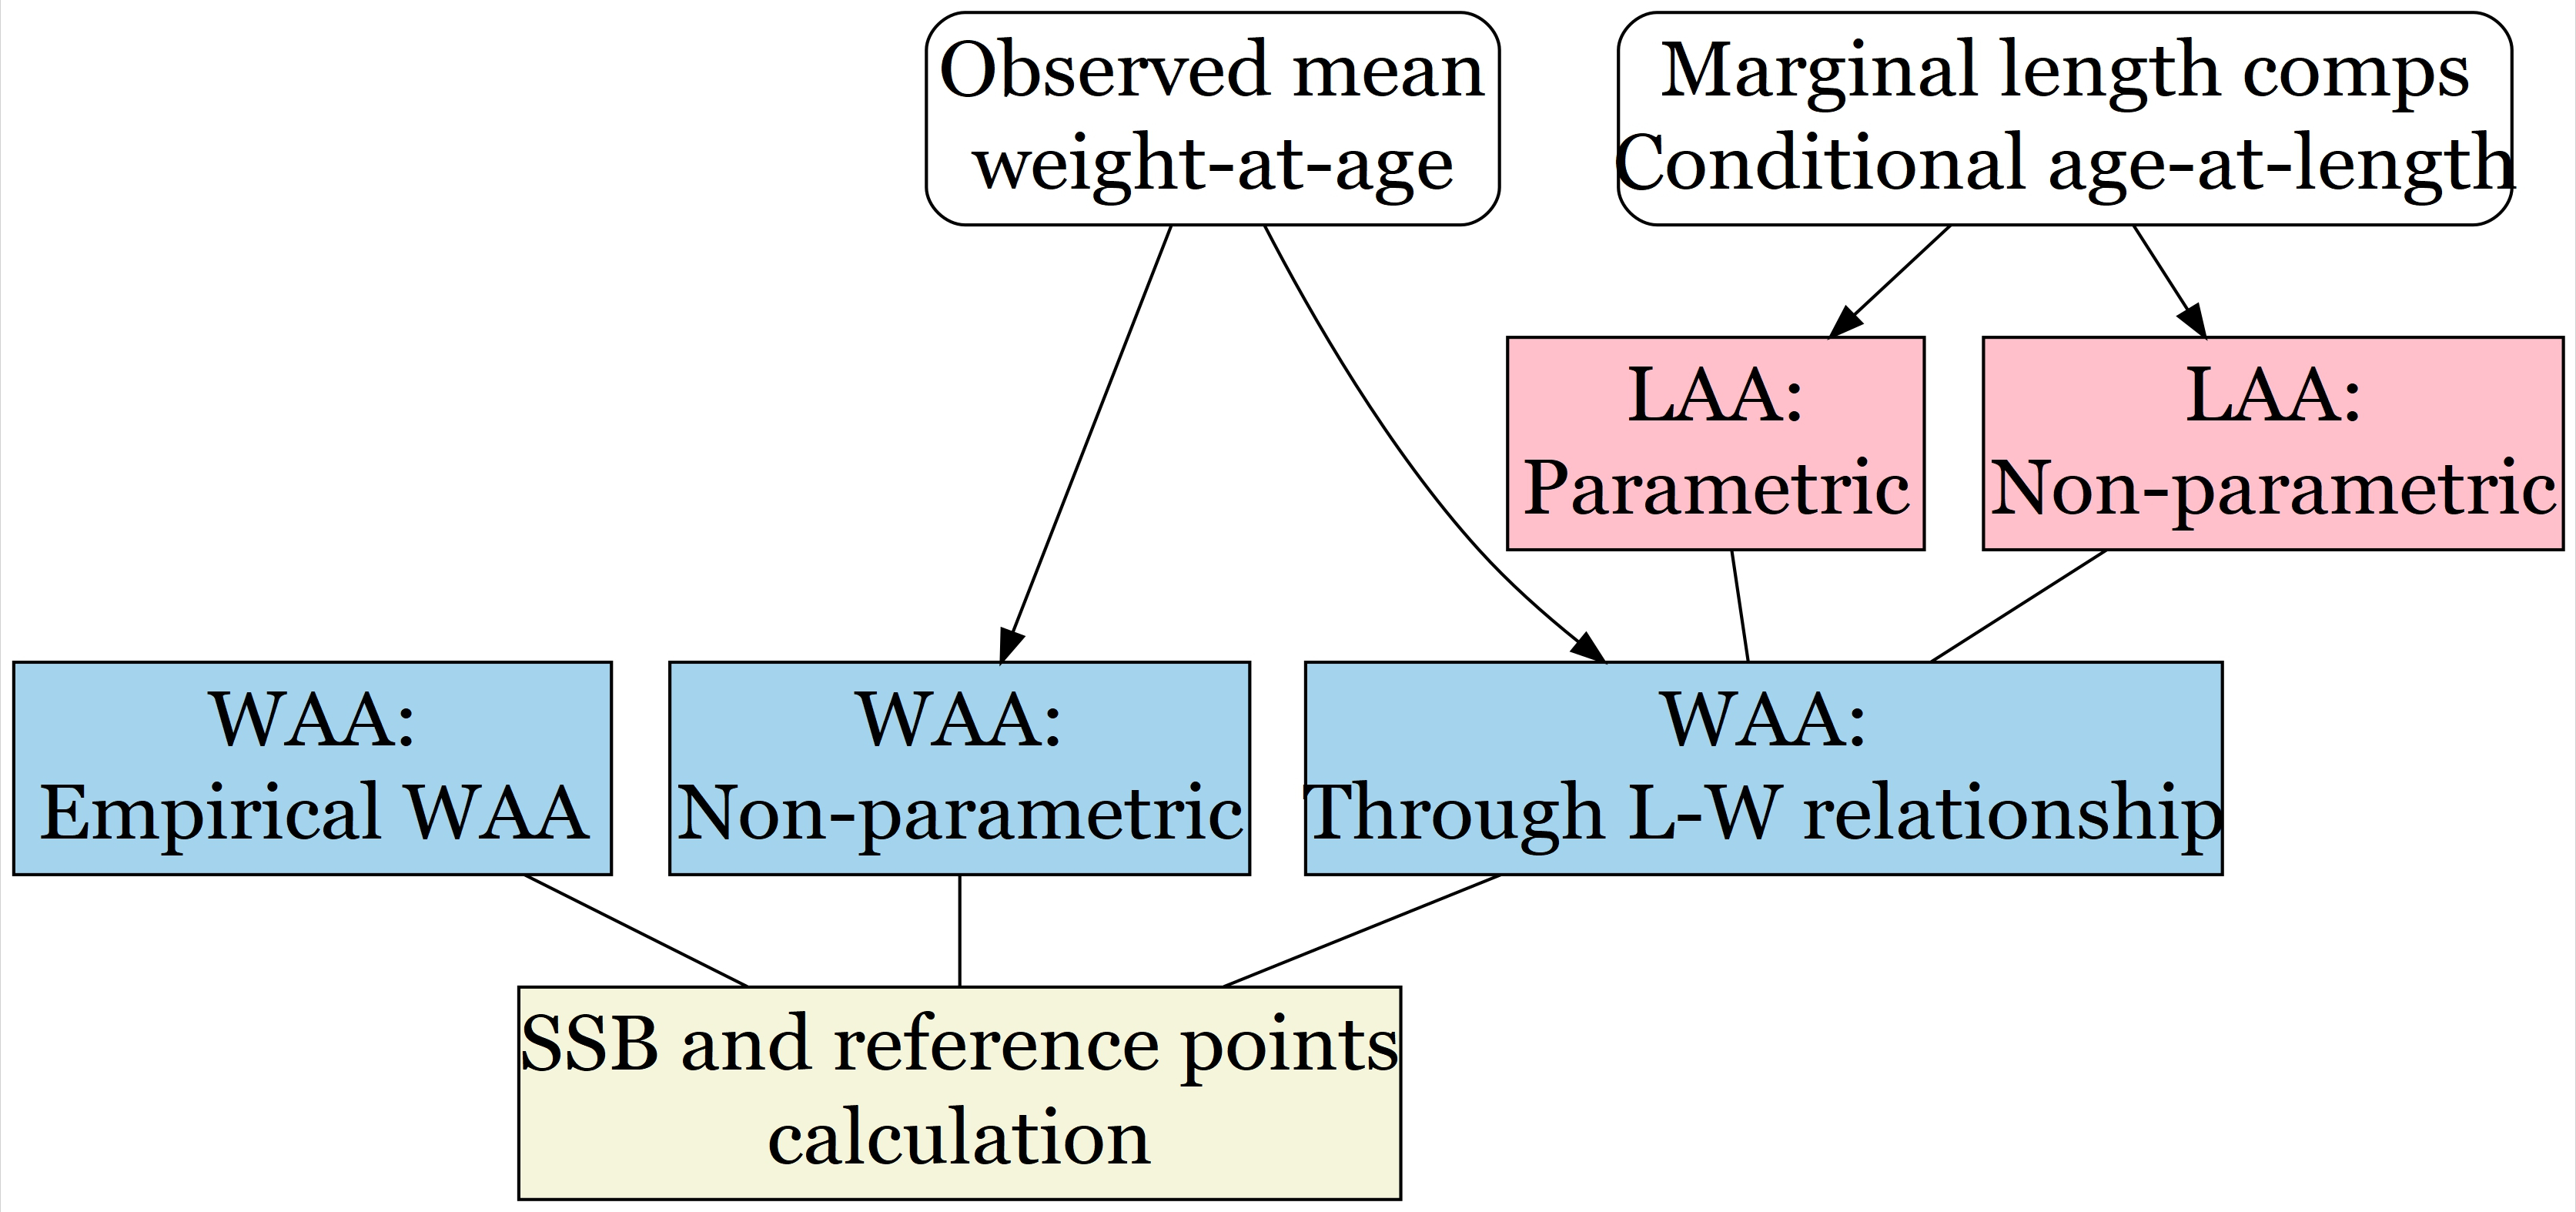 Observed mean
weight-at-age
Marginal length comps
Conditional age-at-length
LAA:
Parametric
LAA:
Non-parametric
WAA:
Empirical WAA
WAA:
Non-parametric
WAA:
Through L-W relationship
SSB and reference points
calculation